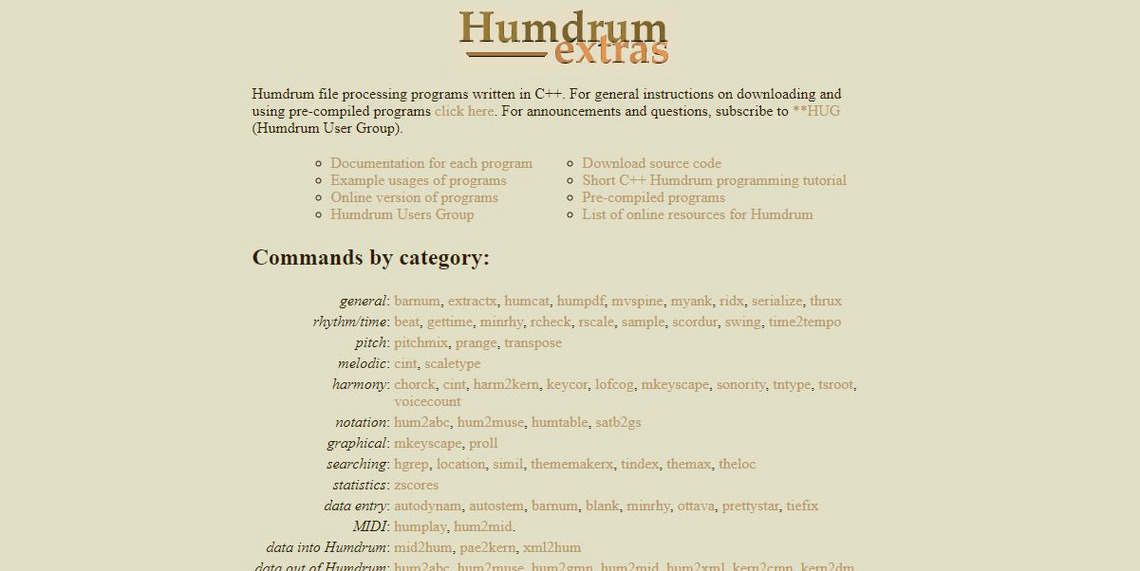 Humdrum
extras
Humdrum file processing programs written in C++. For general instructions on downloading and
using pre-compiled programs click here. For announcements and questions, subscribe to **HUG
(Humdrum User Group).
Documentation for each program
Example usages of programs
Online version of programs
Humdrum Users Group
Download source code
Short C++ Humdrum programming tutorial
Pre-compiled programs
List of online resources for Humdrum
Commands by category:
general: barnum, extractx, humcat, humpdf, mvspine, myank, ridx, serialize, thrux
rhythm/time: beat, gettime, minrhy, rcheck, rscale, sample, scordur, swing, time2tempo
pitch: pitchmix, prange, transpose
melodic: cint, scaletype
harmony: chorck, cint, harm2kern, keycor, lofcog, mkeyscape, sonority, tntype, tsroot,
voicecount
notation: hum2abc, hum2muse, humtable, satb2gs
graphical: mkeyscape, proll
searching: hgrep, location, simil, thememakerx, tindex, themax, theloc
statistics: zscores
data entry: autodynam, autostem, barnum, blank, minrhy, ottava, prettystar, tiefix
MIDI: humplay, hum2mid.
data into Humdrum: mid2hum, pae2kern, xml2hum
data out of Humdrum: hum2abc, hum2muse, hum2gmn, hum2mid, hum2xml, kern2cmn, kern2dm